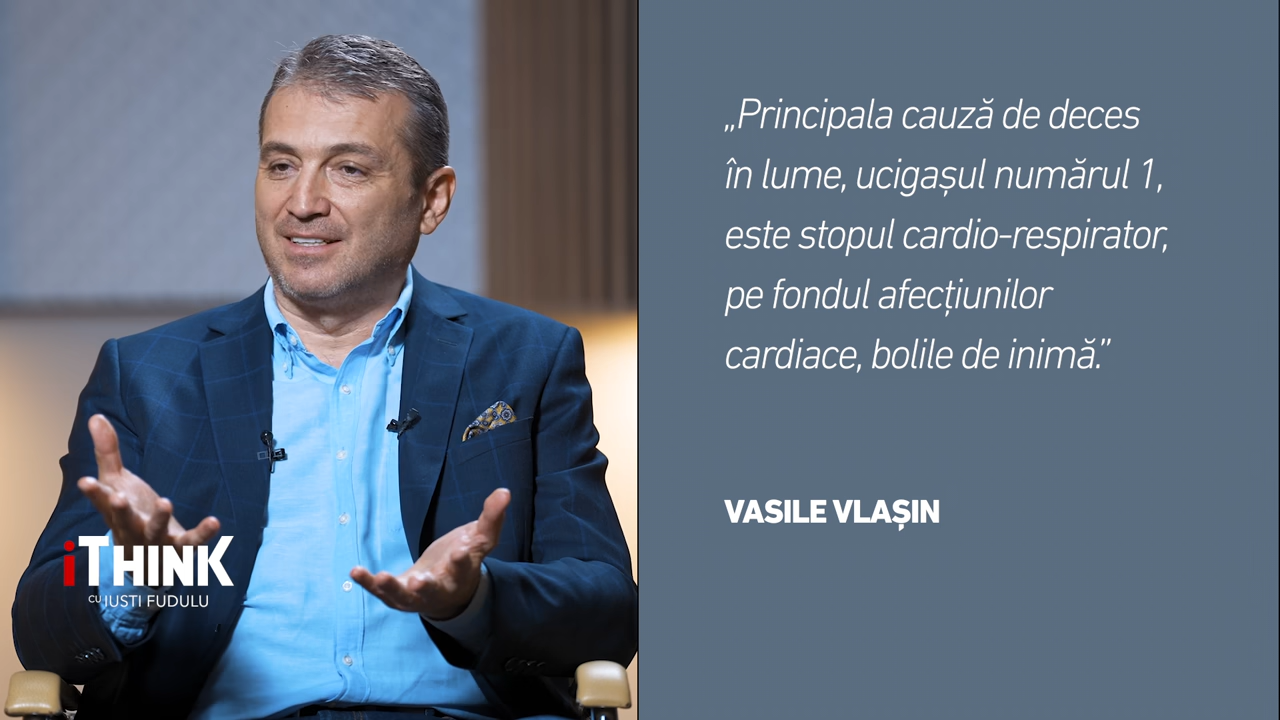 iTHINK
CU IUSTI FUDULU
„Principala cauză de deces
în lume, ucigașul numărul 1,
este stopul cardio-respirator,
pe fondul afecțiunilor
cardiace, bolile de inimă.”
VASILE VLAȘIN